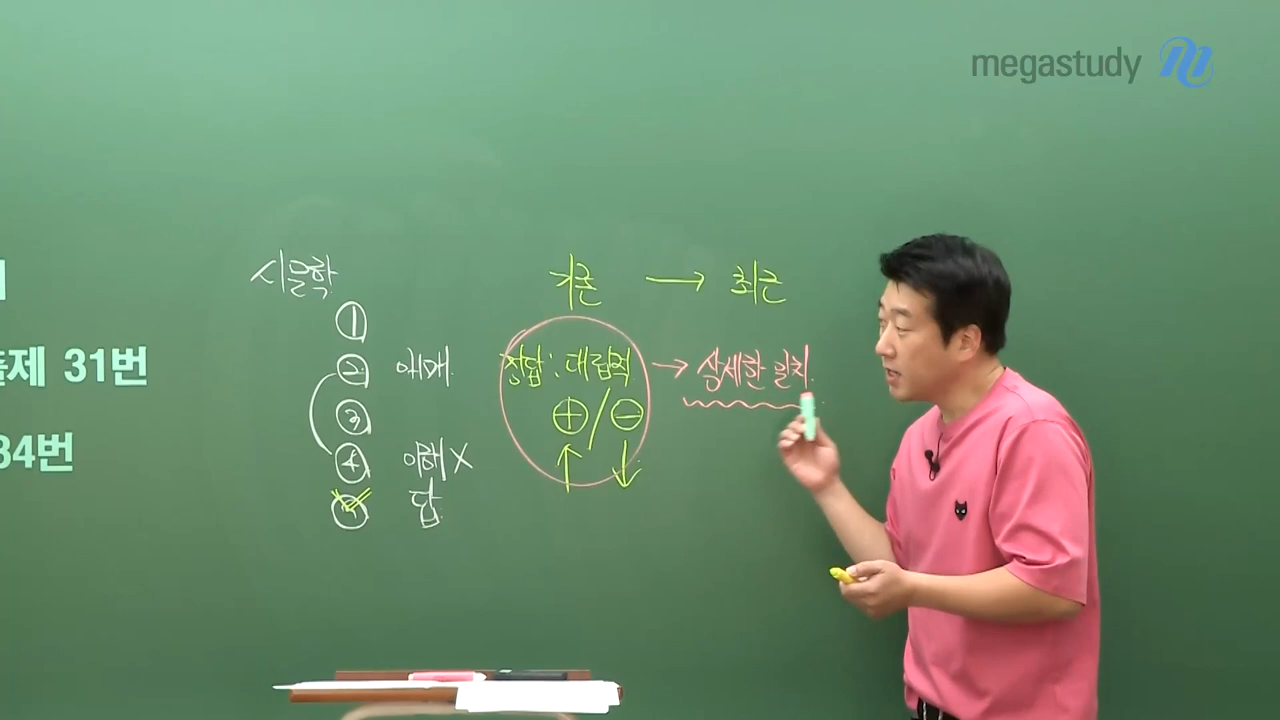 megastudy
제 31번
34번
시물학
①
② 애매
③
④ 이해 X
⑤ 답
기존 → 최근
정답 : 대립적 → 상세한 일치
⊕ / ⊖
↑ ↓